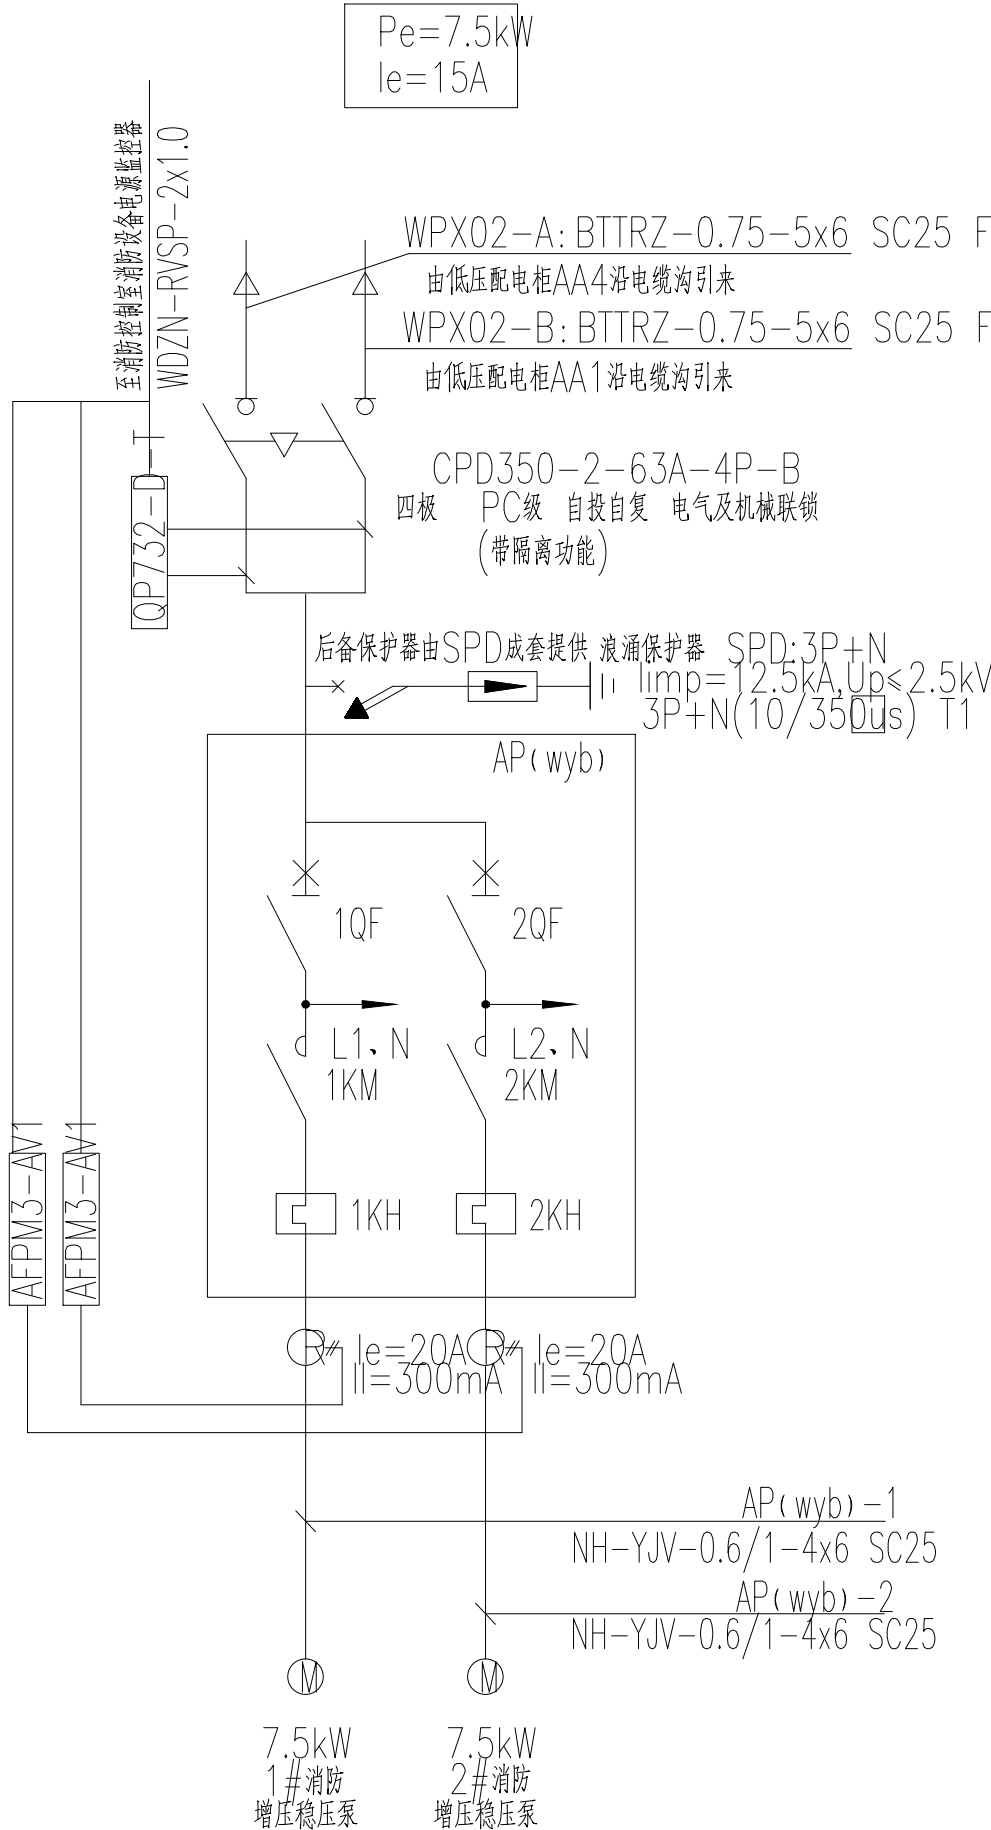 Pe=7.5kW
Ie=15A
至消防控制室消防设备电源监控器
WDZN-RVSP-2x1.0
WPX02-A: BTTRZ-0.75-5x6 SC25 F
由低压配电柜AA4沿电缆沟引来
WPX02-B: BTTRZ-0.75-5x6 SC25 F
由低压配电柜AA1沿电缆沟引来
CPD350-2-63A-4P-B
四极 PC级 自投自复 电气及机械联锁
(带隔离功能)
QP732-
后备保护器由SPD成套提供 浪涌保护器 SPD:3P+N
Iimp=12.5kA,Up≤2.5kV
3P+N(10/350us) T1
AP(wyb)
1QF
2QF
L1、N
L2、N
1KM
2KM
AFPM3-AV1
AFPM3-AV1
1KH
2KH
R
Ie=20A
Il=300mA
R
Ie=20A
Il=300mA
AP(wyb)-1
NH-YJV-0.6/1-4x6 SC25
AP(wyb)-2
NH-YJV-0.6/1-4x6 SC25
M
M
7.5kW
1#消防
增压稳压泵
7.5kW
2#消防
增压稳压泵